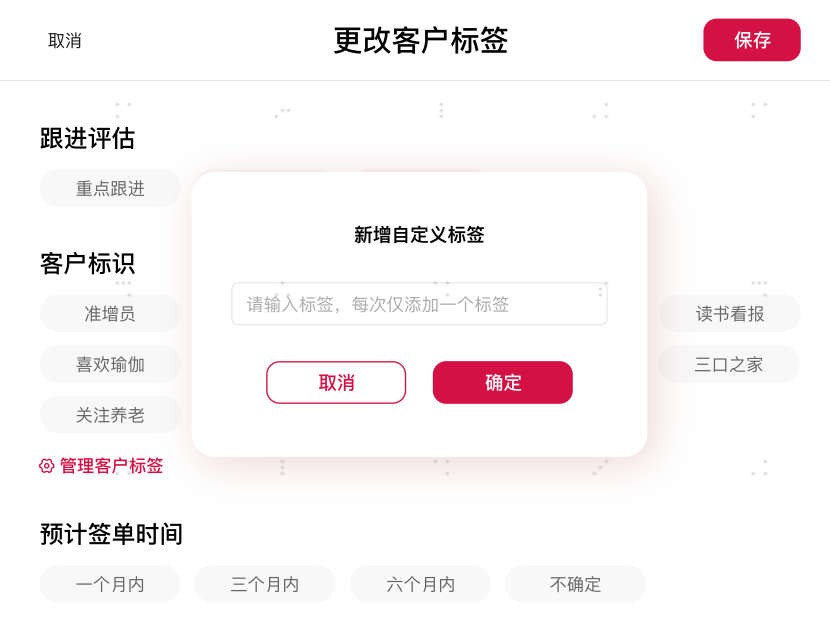 取消
更改客户标签
保存
跟进评估
重点跟进
客户标识
准增员
读书看报
喜欢瑜伽
三口之家
关注养老
管理客户标签
新增自定义标签
请输入标签，每次仅添加一个标签
取消
确定
预计签单时间
一个月内
三个月内
六个月内
不确定